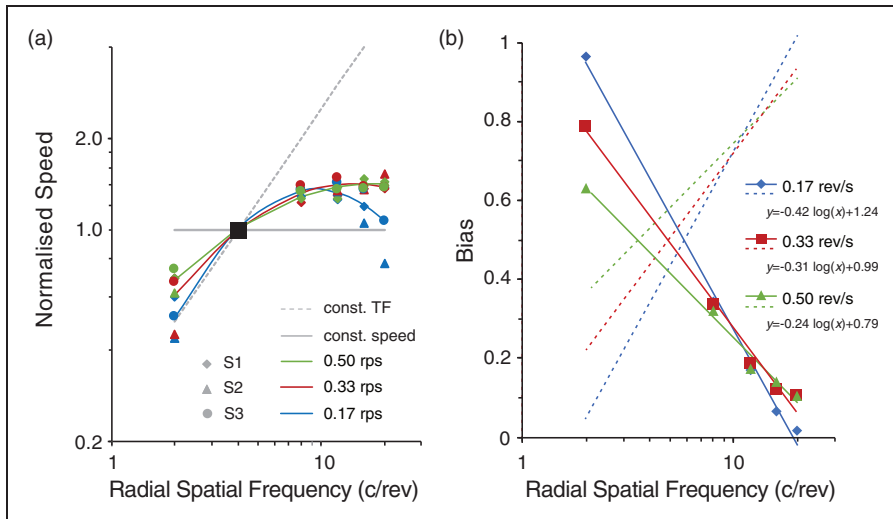 (a)
Normalised Speed
2.0
1.0
0.2
const. TF
const. speed
S1
S2
S3
0.50 rps
0.33 rps
0.17 rps
1
10
Radial Spatial Frequency (c/rev)
(b)
Bias
1
0.8
0.6
0.4
0.2
0
0.17 rev/s
y=-0.42 log(x)+1.24
0.33 rev/s
y=-0.31 log(x)+0.99
0.50 rev/s
y=-0.24 log(x)+0.79
1
10
Radial Spatial Frequency (c/rev)